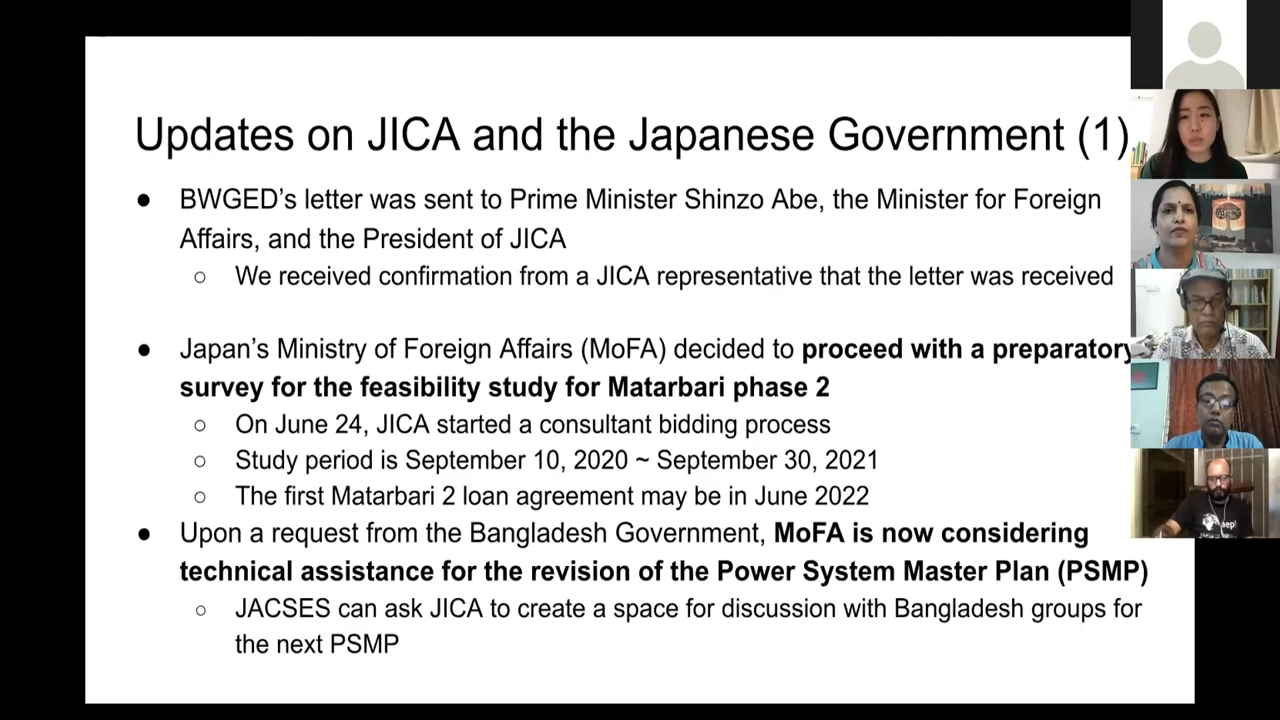 Updates on JICA and the Japanese Government (1)
● BWGED's letter was sent to Prime Minister Shinzo Abe, the Minister for Foreign
Affairs, and the President of JICA
○ We received confirmation from a JICA representative that the letter was received
● Japan's Ministry of Foreign Affairs (MoFA) decided to proceed with a preparatory
survey for the feasibility study for Matarbari phase 2
○ On June 24, JICA started a consultant bidding process
○ Study period is September 10, 2020 ~ September 30, 2021
○ The first Matarbari 2 loan agreement may be in June 2022
● Upon a request from the Bangladesh Government, MoFA is now considering
technical assistance for the revision of the Power System Master Plan (PSMP)
○ JACSES can ask JICA to create a space for discussion with Bangladesh groups for
the next PSMP